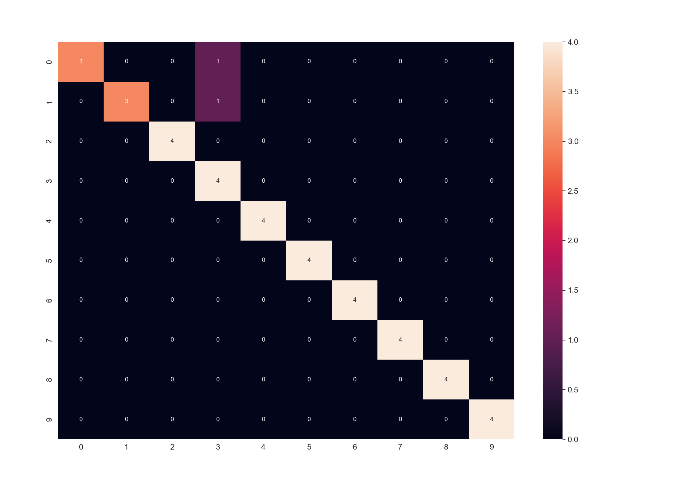 0 3 0 0 1 0 0 0 0 0 0
1 0 3 0 1 0 0 0 0 0 0
2 0 0 4 0 0 0 0 0 0 0
3 0 0 0 4 0 0 0 0 0 0
4 0 0 0 0 4 0 0 0 0 0
5 0 0 0 0 0 4 0 0 0 0
6 0 0 0 0 0 0 4 0 0 0
7 0 0 0 0 0 0 0 4 0 0
8 0 0 0 0 0 0 0 0 4 0
9 0 0 0 0 0 0 0 0 0 4
0 1 2 3 4 5 6 7 8 9
4.0
3.5
3.0
2.5
2.0
1.5
1.0
0.5
0.0